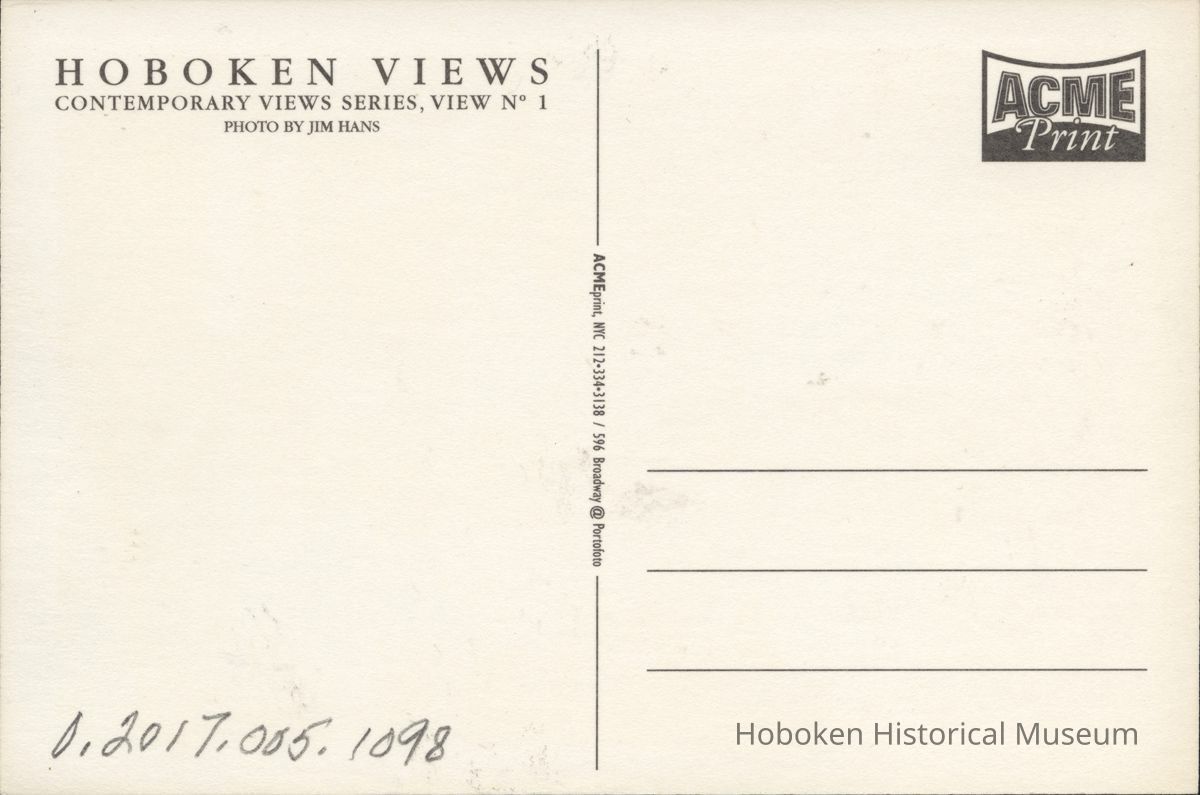 HOBOKEN VIEWS
CONTEMPORARY VIEWS SERIES, VIEW Nº 1
PHOTO BY JIM HANS
ACME
Print
ACMEprint, NYC 212•334•3138 / 596 Broadway @ Portofoto
0.2017.005.1098
Hoboken Historical Museum